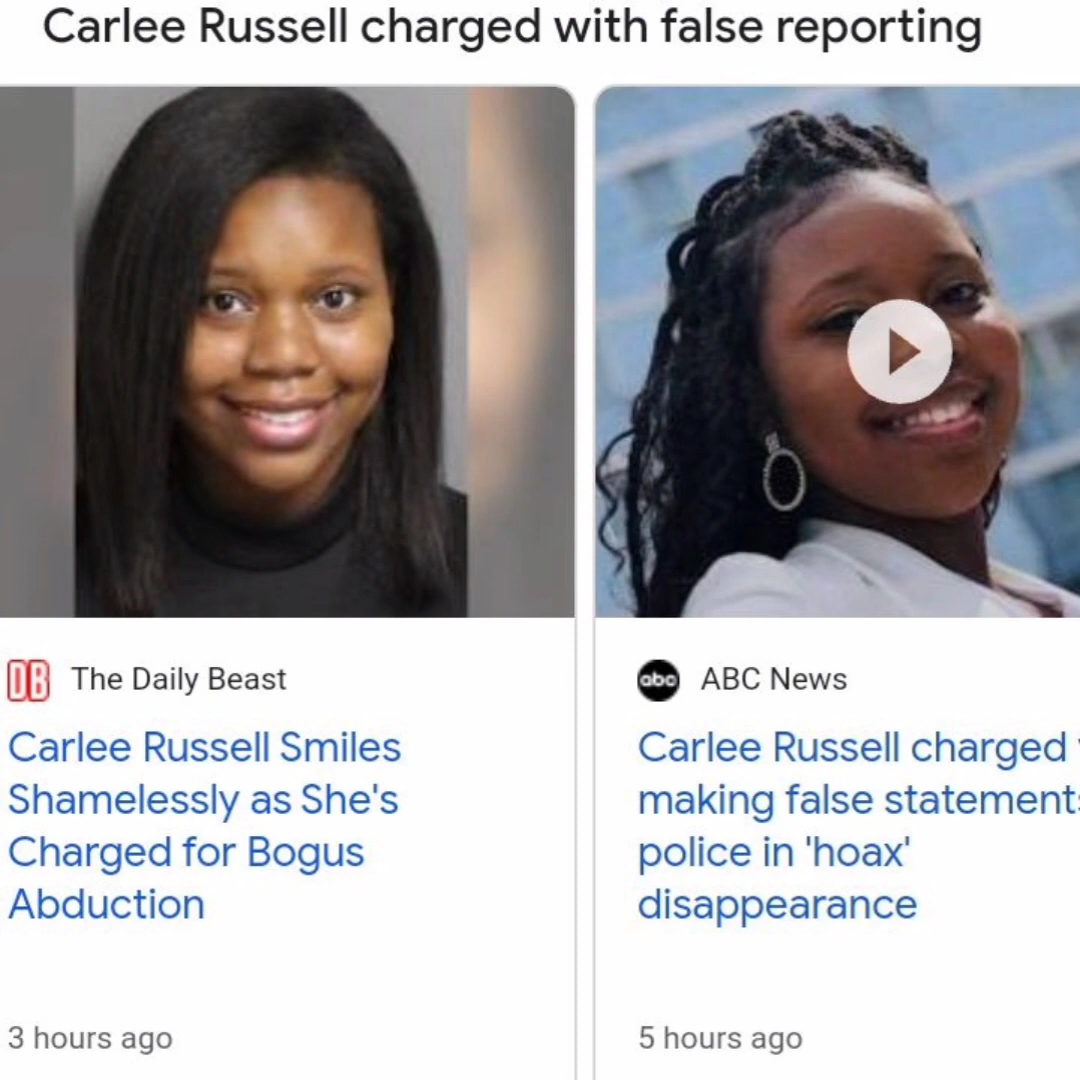 Carlee Russell charged with false reporting
DB The Daily Beast
Carlee Russell Smiles
Shamelessly as She's
Charged for Bogus
Abduction
3 hours ago
abc ABC News
Carlee Russell charged
making false statements
police in 'hoax'
disappearance
5 hours ago